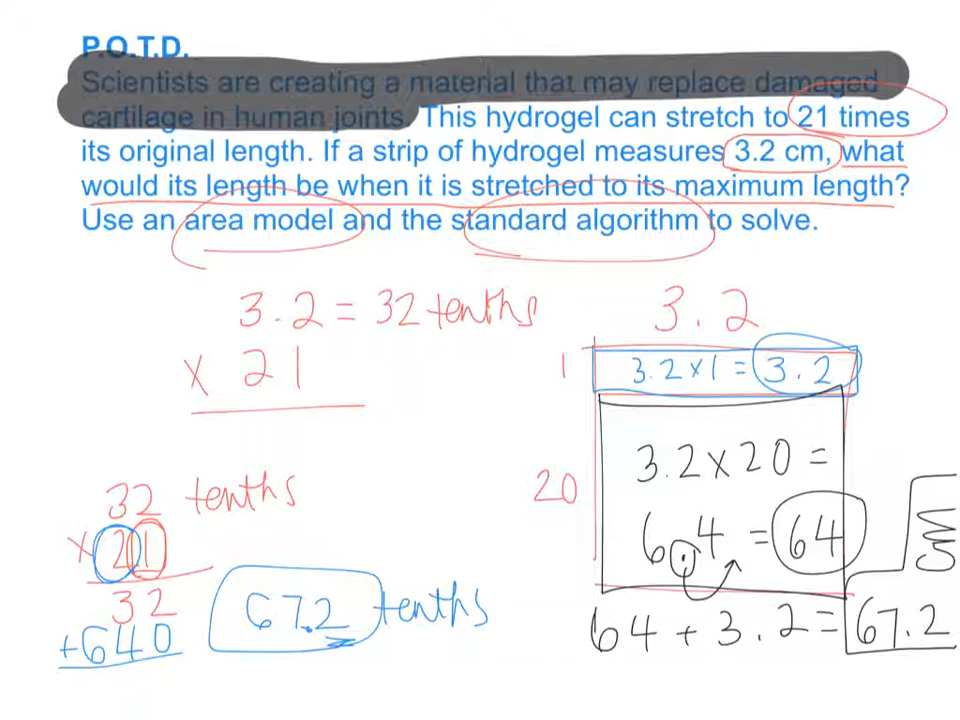 P.O.T.D.
Scientists are creating a material that may replace damaged
cartilage in human joints. This hydrogel can stretch to 21 times
its original length. If a strip of hydrogel measures 3.2 cm, what
would its length be when it is stretched to its maximum length?
Use an area model and the standard algorithm to solve.
3.2 = 32 tenths
x 21
3.2
1
3.2 x 1 = 3.2
20
3.2 x 20 =
6.4 = 64
64 + 3.2 = 67.2
cm
32 tenths
x 21
32
+640
67.2 tenths